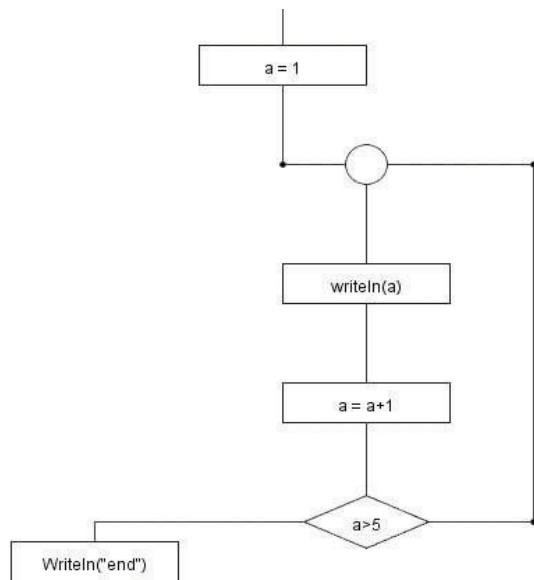 a = 1
writeln(a)
a = a+1
a>5
Writeln("end")